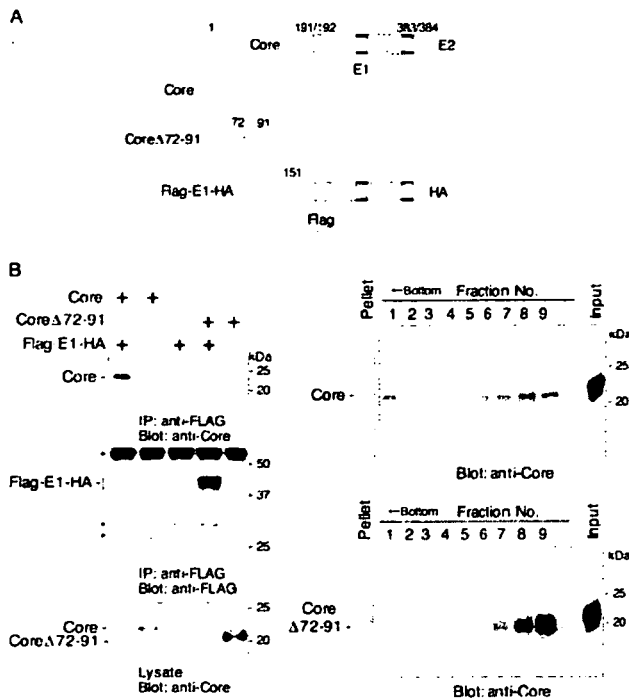 A
1 191/192 383/384
Core E2
E1
Core
72 91
CoreΔ72-91
151
Flag-E1-HA HA
Flag
B
Core + +
CoreΔ72-91 + +
Flag E1-HA + + +
kDa
Core - - 25
- 20
IP: anti-FLAG
Blot: anti-Core
- 50
Flag-E1-HA -
- 37
- 25
IP: anti-FLAG
Blot: anti-FLAG
- 25
Core -
CoreΔ72-91 - 20
Lysate
Blot: anti-Core
Pellet ←Bottom Fraction No. Input
1 2 3 4 5 6 7 8 9
kDa
- 25
Core - - 20
Blot: anti-Core
Pellet ←Bottom Fraction No. Input
1 2 3 4 5 6 7 8 9
kDa
- 25
Core
Δ72-91 - - 20
Blot: anti-Core